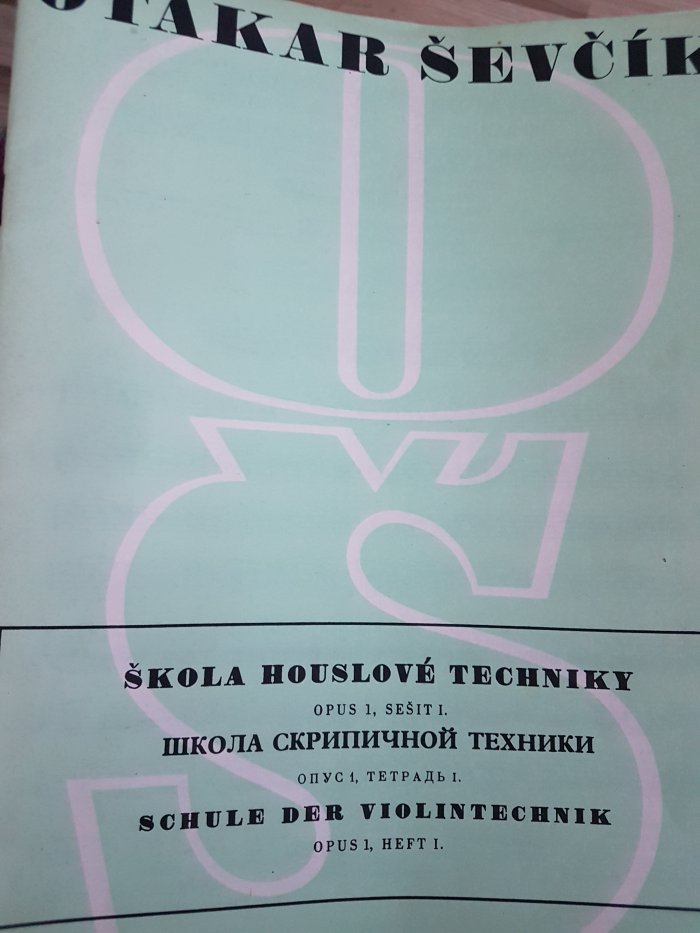 OTAKAR ŠEVČÍK
ŠKOLA HOUSLOVÉ TECHNIKY
OPUS 1, SEŠIT I.
ШКОЛА СКРИПИЧНОЙ ТЕХНИКИ
ОПУС 1, ТЕТРАДЬ I.
SCHULE DER VIOLINTECHNIK
OPUS 1, HEFT I.